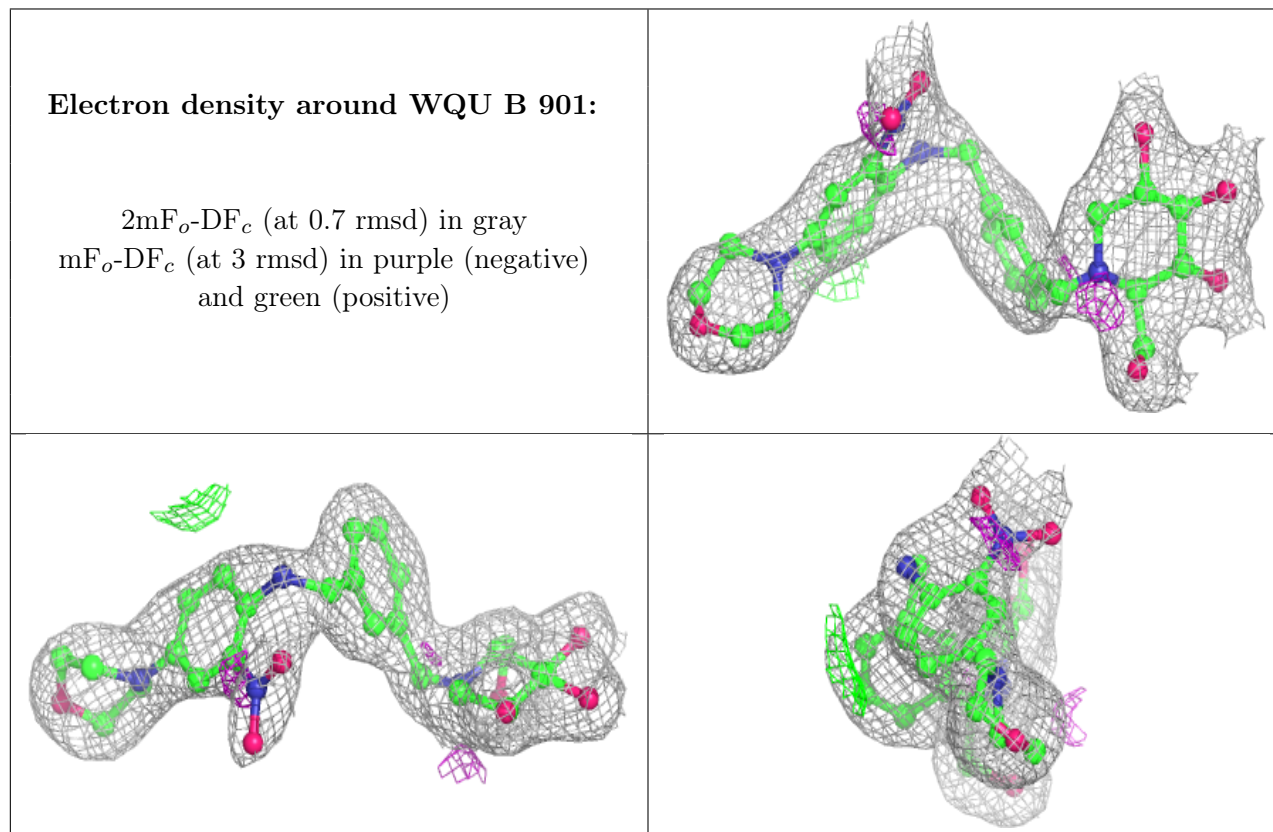 Electron density around WQU B 901:
2mFo-DFc (at 0.7 rmsd) in gray
mFo-DFc (at 3 rmsd) in purple (negative)
and green (positive)